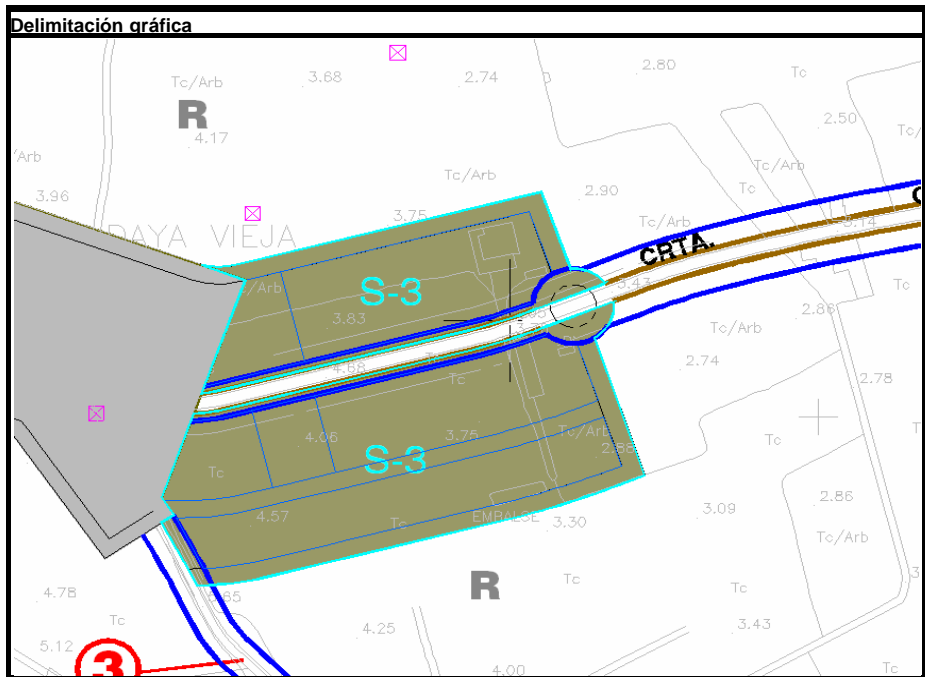 Delimitación gráfica
Tc/Arb
3.68
2.74
2.80
Tc
R
4.17
2.50
Tc/
/Arb
Tc/Arb
Tc/Arb
Tc
3.96
2.90
3.75
Tc/Arb
3.14
DAYA VIEJA
CRTA.
C
/Arb
S-3
3.43
Tc
3.83
2.86
Tc/Arb
4.68
Tc
2.74
2.78
4.06
3.75
Tc/Arb
2.88
Tc
T
S-3
Tc
4.57
Tc
EMBALSE
3.30
3.09
2.86
Tc/Arb
R
Tc
Tc
3
4.78
Tc
4.25
3.43
5.12
3
4.00
Tc